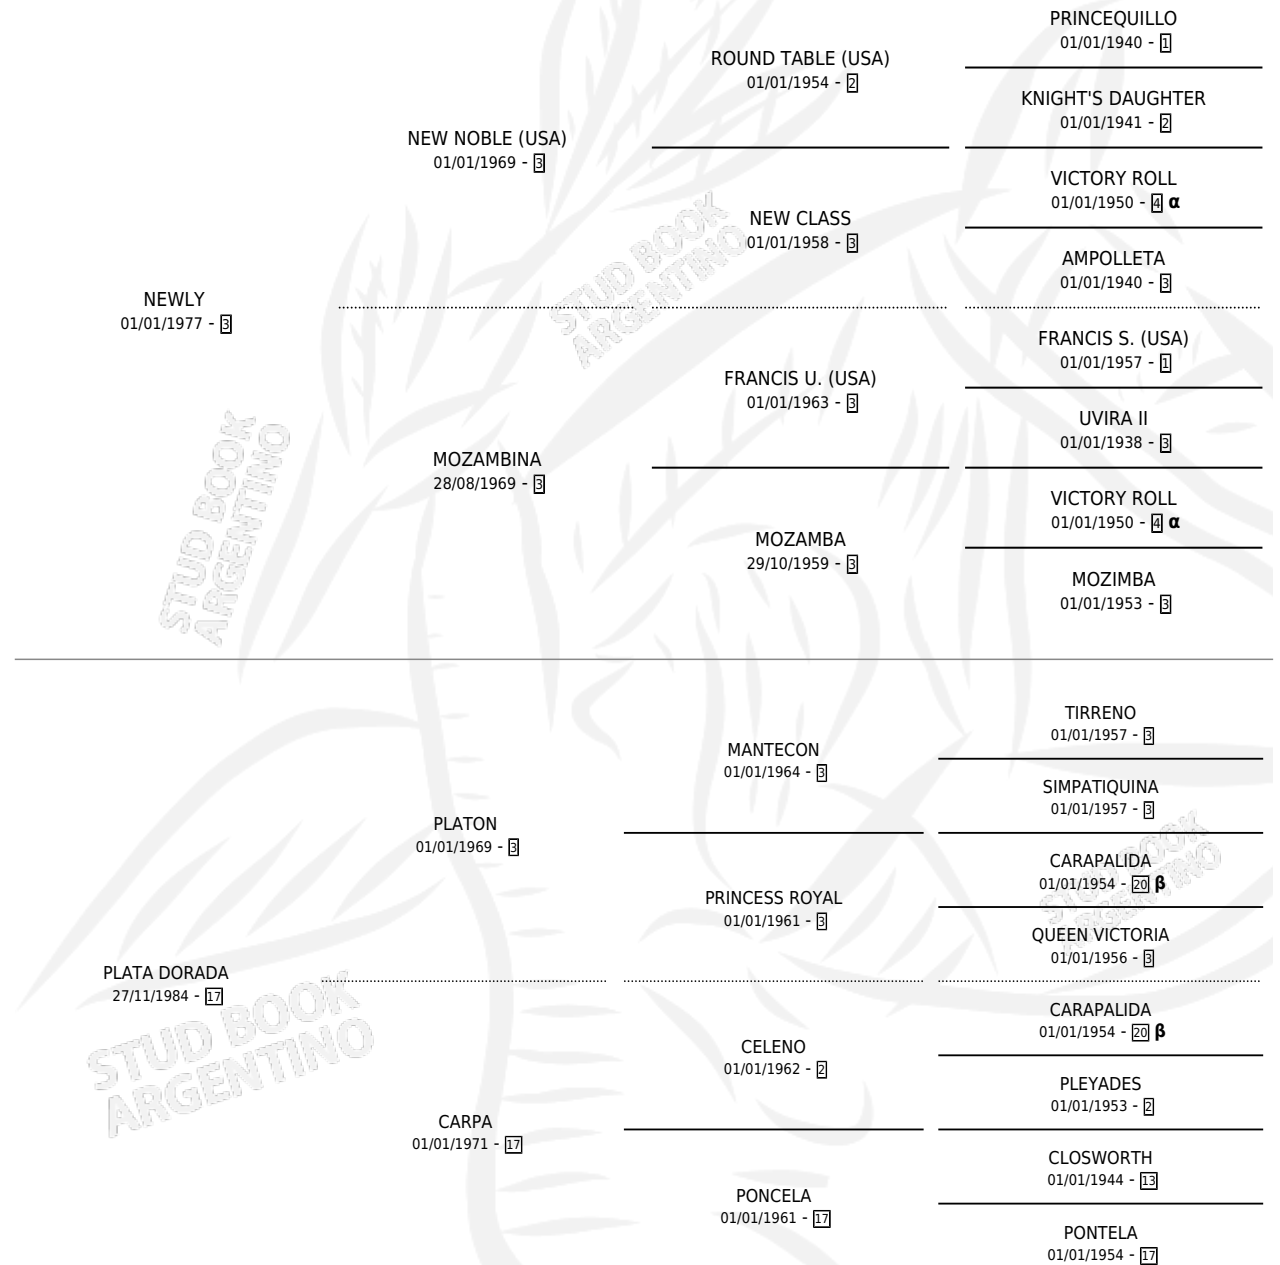 PRINCEQUILLO
01/01/1940 - 1
ROUND TABLE (USA)
01/01/1954 - 2
KNIGHT'S DAUGHTER
01/01/1941 - 2
NEW NOBLE (USA)
01/01/1969 - 3
VICTORY ROLL
01/01/1950 - 4 α
NEW CLASS
01/01/1958 - 3
AMPOLLETA
01/01/1940 - 3
STUD BOOK
ARGENTINO
NEWLY
01/01/1977 - 3
FRANCIS S. (USA)
01/01/1957 - 1
FRANCIS U. (USA)
01/01/1963 - 3
UVIRA II
01/01/1938 - 3
MOZAMBINA
28/08/1969 - 3
VICTORY ROLL
01/01/1950 - 4 α
MOZAMBA
29/10/1959 - 3
MOZIMBA
01/01/1953 - 3
STUD BOOK
ARGENTINO
TIRRENO
01/01/1957 - 3
MANTECON
01/01/1964 - 3
SIMPATIQUINA
01/01/1957 - 3
PLATON
01/01/1969 - 3
CARAPALIDA
01/01/1954 - 20 β
PRINCESS ROYAL
01/01/1961 - 3
QUEEN VICTORIA
01/01/1956 - 3
STUD BOOK
ARGENTINO
PLATA DORADA
27/11/1984 - 17
CARAPALIDA
01/01/1954 - 20 β
CELENO
01/01/1962 - 2
PLEYADES
01/01/1953 - 2
STUD BOOK
ARGENTINO
CARPA
01/01/1971 - 17
CLOSWORTH
01/01/1944 - 13
PONCELA
01/01/1961 - 17
PONTELA
01/01/1954 - 17